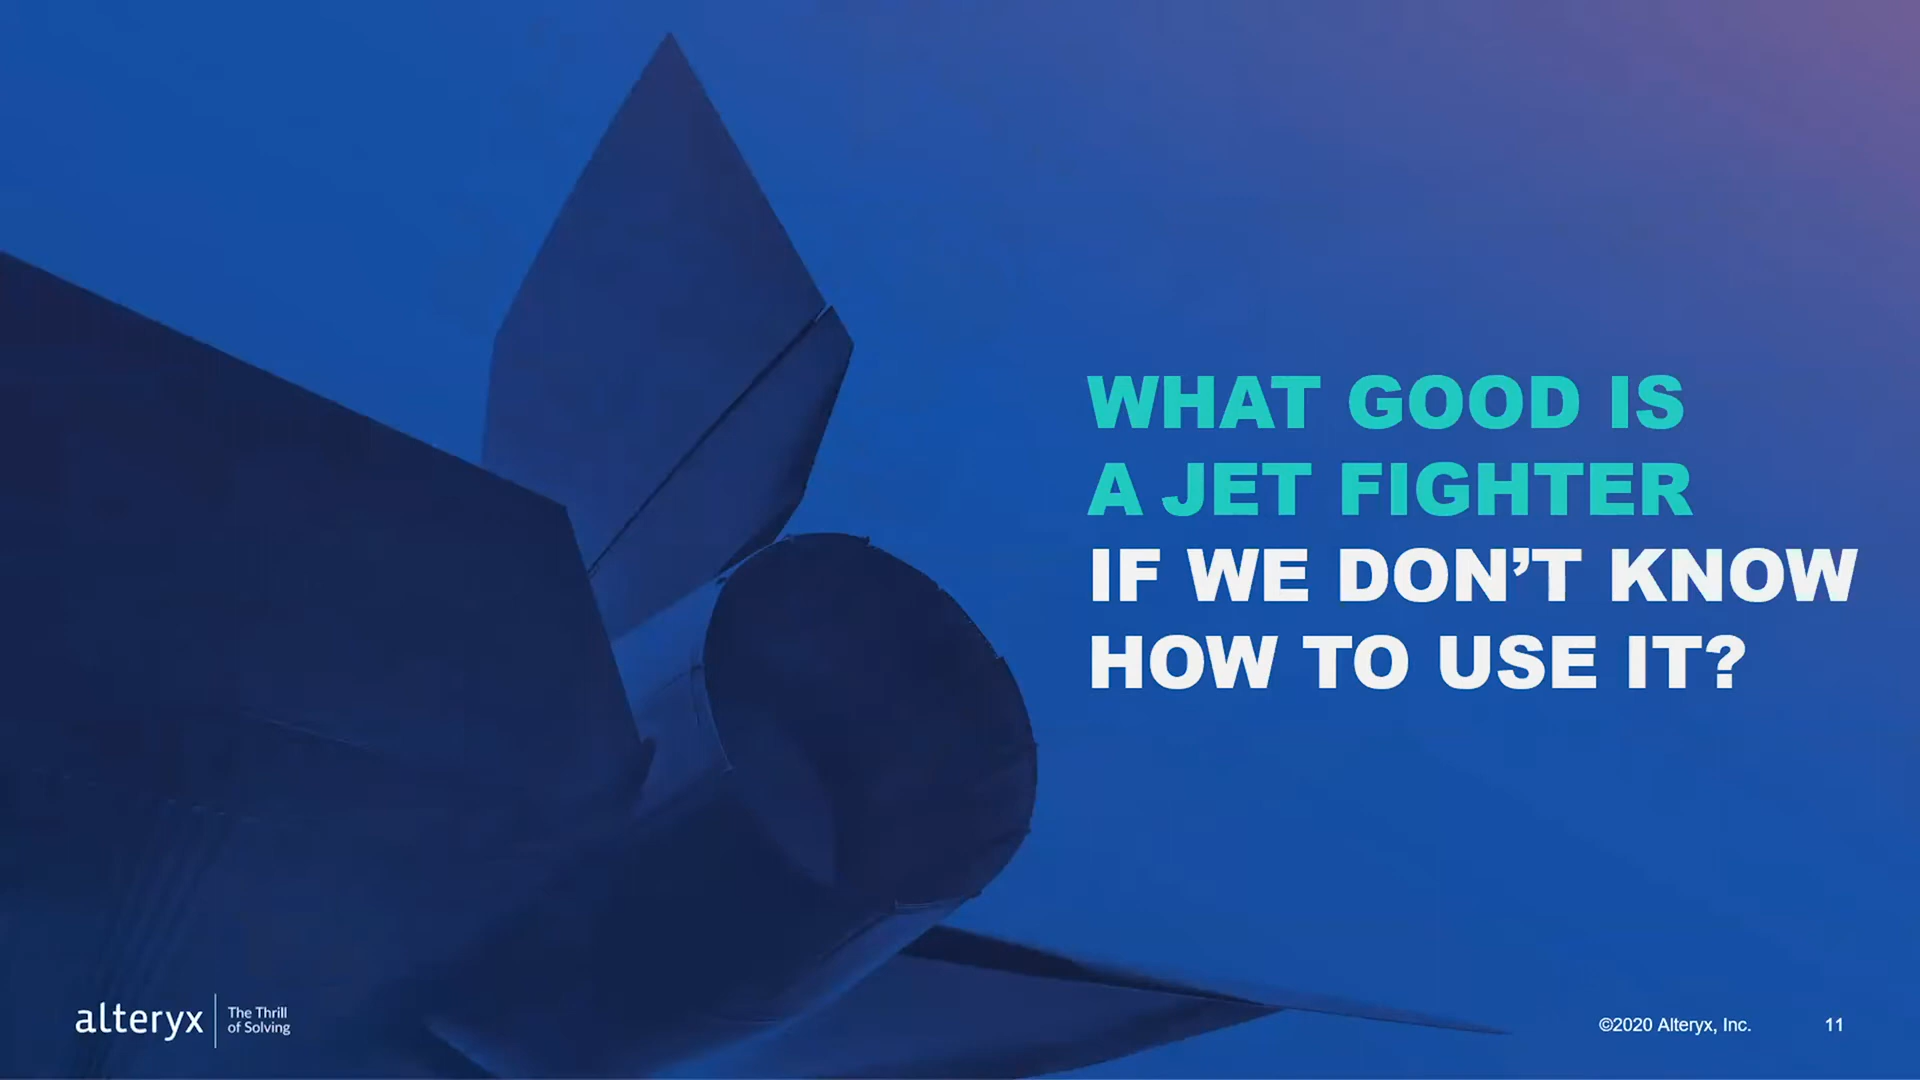 WHAT GOOD IS
A JET FIGHTER
IF WE DON’T KNOW
HOW TO USE IT?
alteryx
The Thrill
of Solving
©2020 Alteryx, Inc.
11